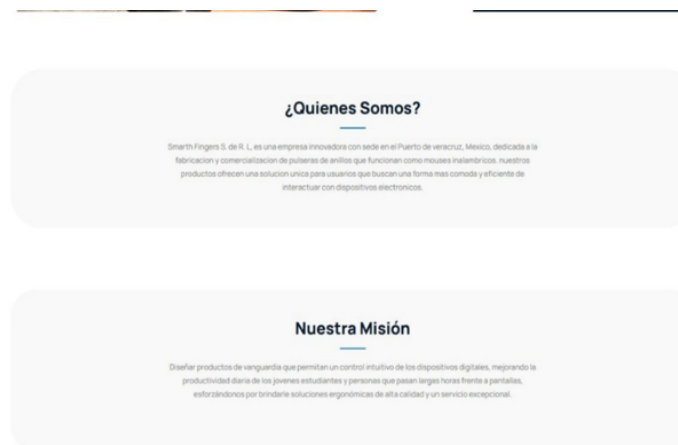 ¿Quienes Somos?
Smarth Fingers S. de R. L, es una empresa innovadora con sede en el Puerto de veracruz, Mexico, dedicada a la
fabricacion y comercializacion de pulseras de anillos que funcionan como mouses inalambricos. nuestros
productos ofrecen una solucion unica para usuarios que buscan una forma mas comoda y eficiente de
interactuar con dispositivos electronicos.
Nuestra Misión
Diseñar productos de vanguardia que permitan un control intuitivo de los dispositivos digitales, mejorando la
productividad diaria de los jovenes estudiantes y personas que pasan largas horas frente a pantallas,
esforzándonos por brindarle soluciones ergonómicas de alta calidad y un servicio excepcional.